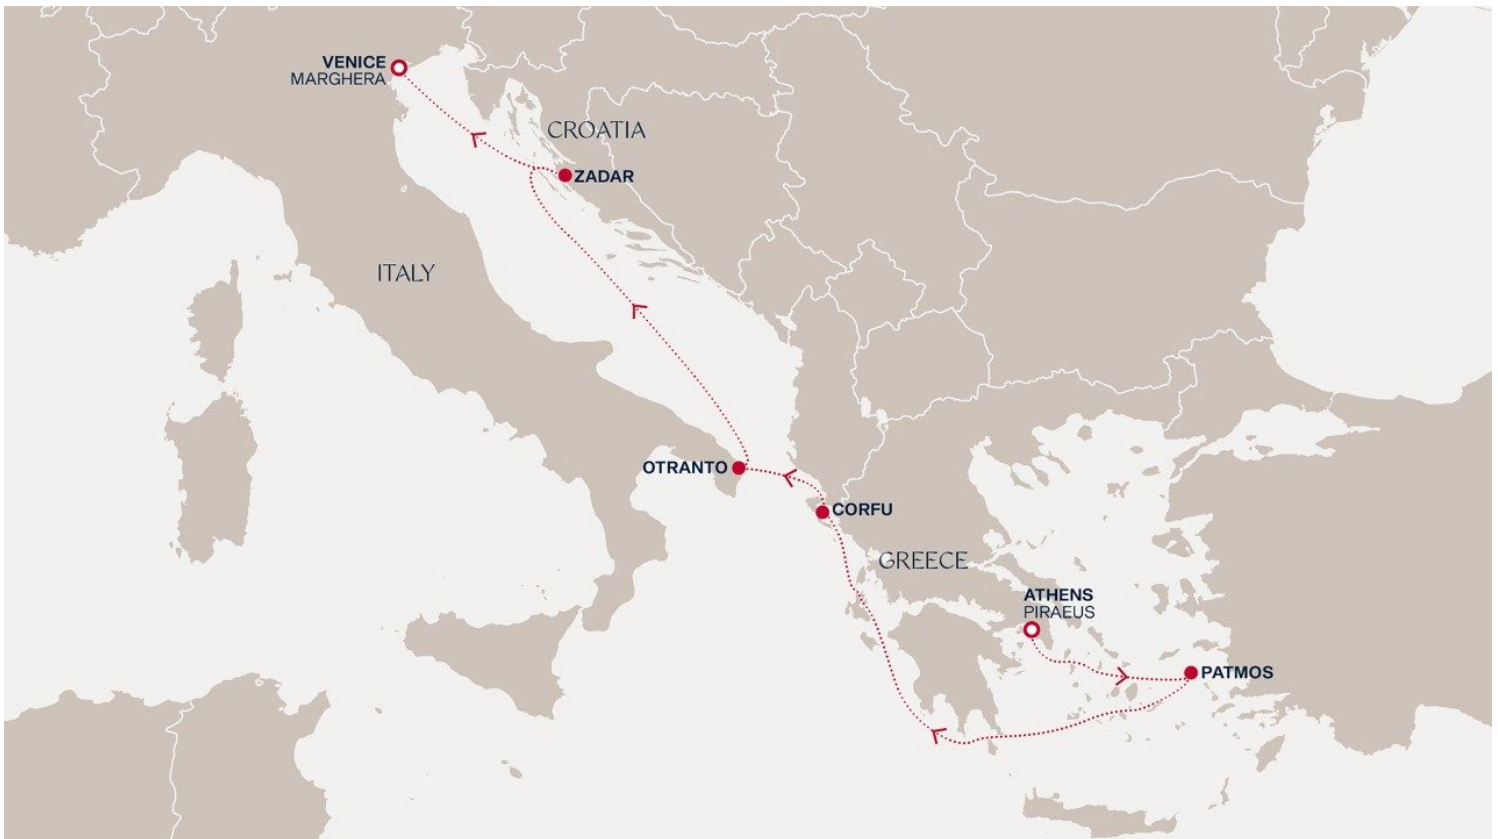 VENICE
MARGHERA
CROATIA
ZADAR
ITALY
OTRANTO
CORFU
GREECE
ATHENS
PIRAEUS
PATMOS